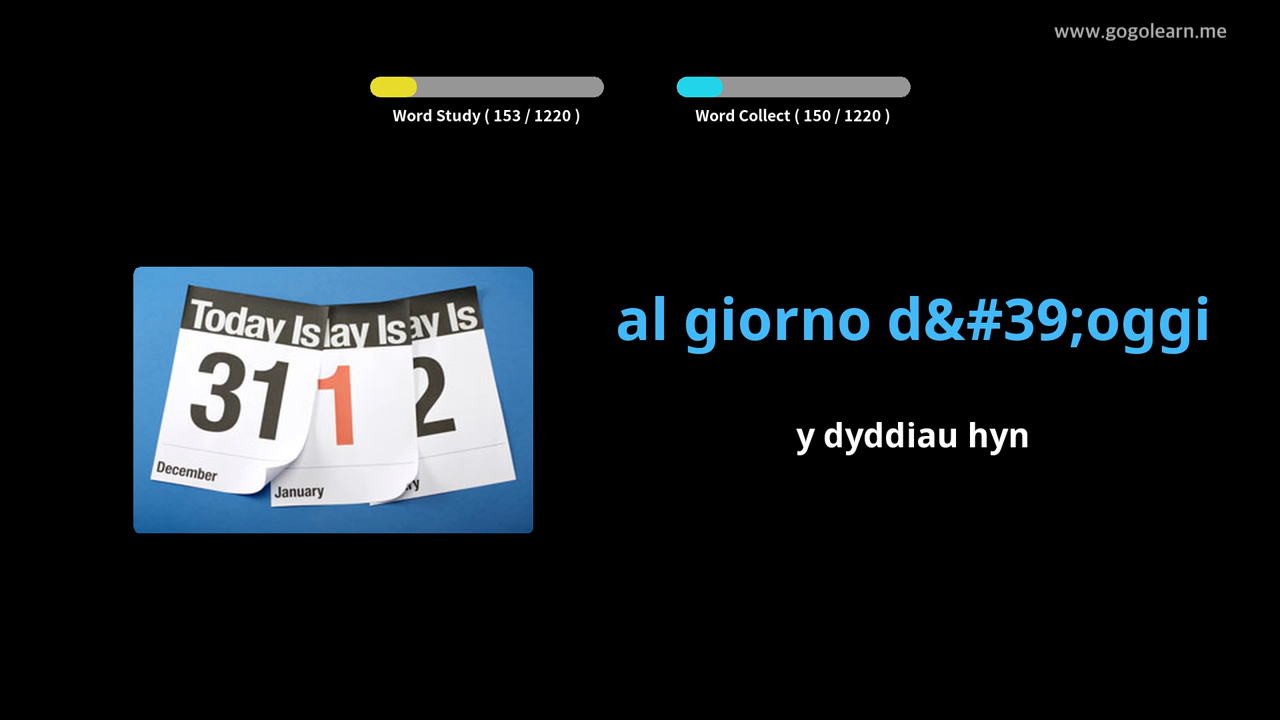 www.gogolearn.me
Word Study ( 153 / 1220 )
Word Collect ( 150 / 1220 )
Today Is
lay Is
ay Is
31
1
2
December
January
ry
al giorno d&#39;oggi
y dyddiau hyn